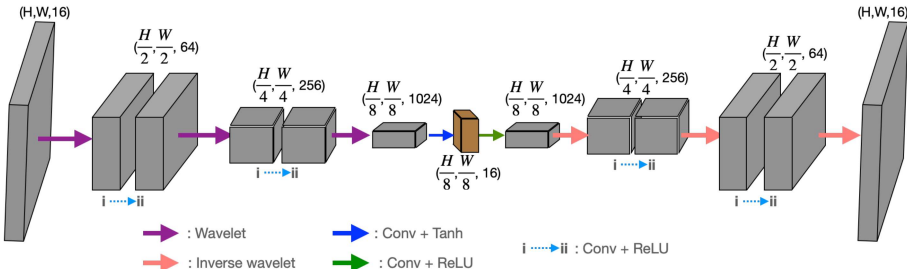 (H,W,16)
(H/2, W/2, 64)
(H/4, W/4, 256)
(H/8, W/8, 1024)
(H/8, W/8, 16)
(H/8, W/8, 1024)
(H/4, W/4, 256)
(H/2, W/2, 64)
(H,W,16)
i ii
i ii
i ii
i ii
: Wavelet
: Conv + Tanh
i ii : Conv + ReLU
: Inverse wavelet
: Conv + ReLU